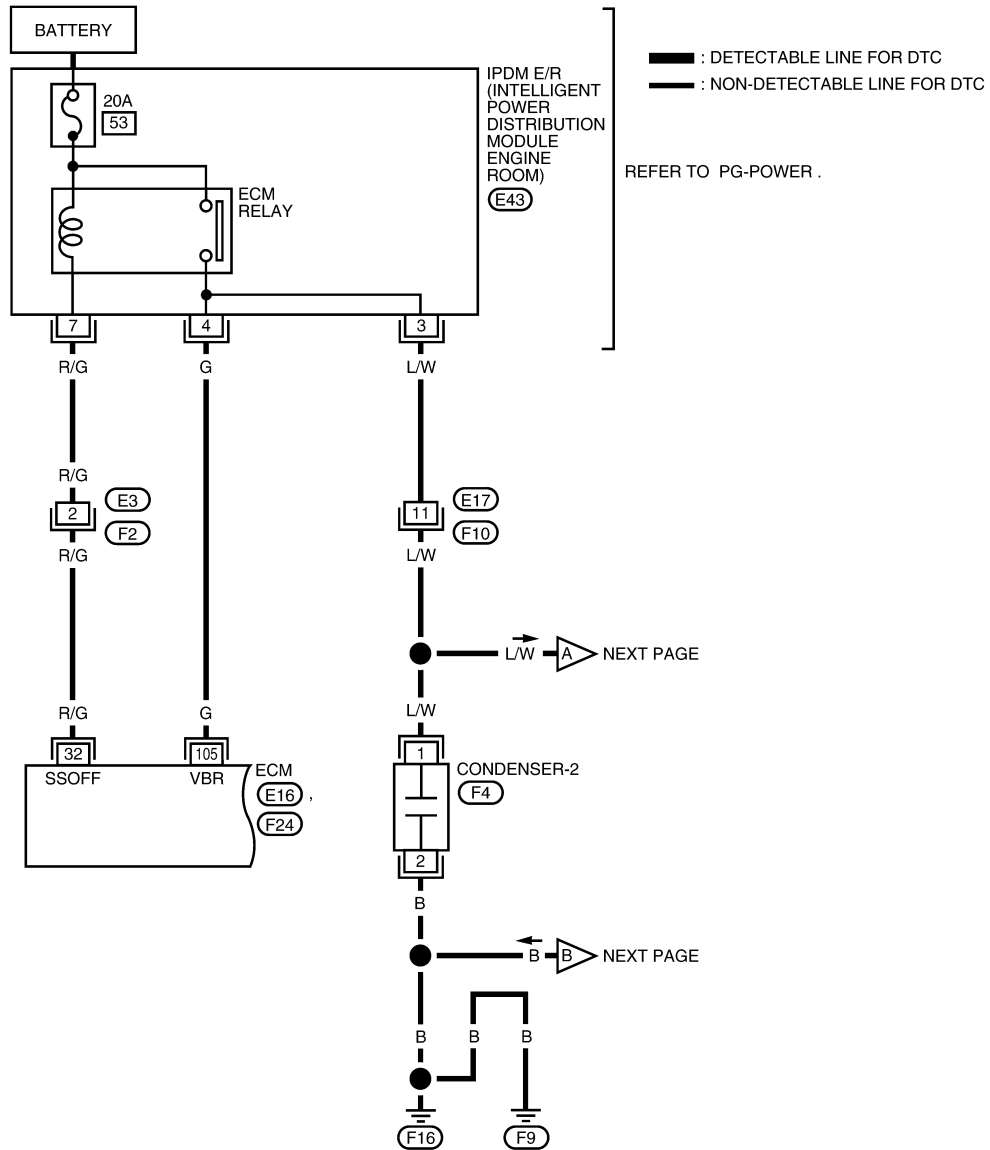 BATTERY
20A
53
ECM
RELAY
IPDM E/R
(INTELLIGENT
POWER
DISTRIBUTION
MODULE
ENGINE
ROOM)
E43
: DETECTABLE LINE FOR DTC
: NON-DETECTABLE LINE FOR DTC
REFER TO PG-POWER .
7
4
3
R/G
G
L/W
R/G
2
E3
F2
R/G
11
E17
F10
L/W
L/W
A
NEXT PAGE
R/G
G
L/W
32
105
1
SSOFF
VBR
ECM
E16 ,
F24
CONDENSER-2
F4
2
B
B
B
NEXT PAGE
B
B
B
F16
F9